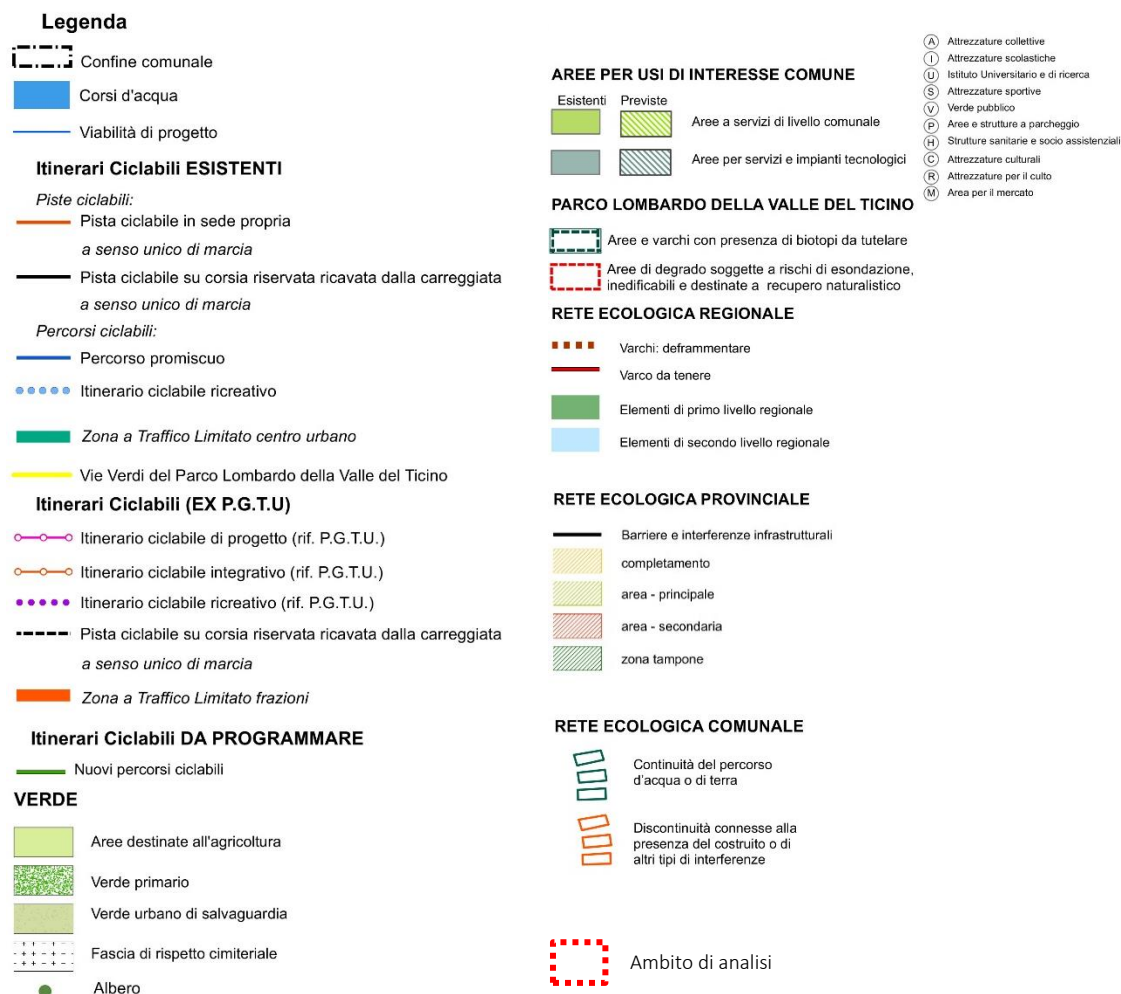 Legenda
Confine comunale
Corsi d'acqua
Viabilità di progetto
Itinerari Ciclabili ESISTENTI
Piste ciclabili:
Pista ciclabile in sede propria
a senso unico di marcia
Pista ciclabile su corsia riservata ricavata dalla carreggiata
a senso unico di marcia
Percorsi ciclabili:
Percorso promiscuo
Itinerario ciclabile ricreativo
Zona a Traffico Limitato centro urbano
Vie Verdi del Parco Lombardo della Valle del Ticino
Itinerari Ciclabili (EX P.G.T.U)
Itinerario ciclabile di progetto (rif. P.G.T.U.)
Itinerario ciclabile integrativo (rif. P.G.T.U.)
Itinerario ciclabile ricreativo (rif. P.G.T.U.)
Pista ciclabile su corsia riservata ricavata dalla carreggiata
a senso unico di marcia
Zona a Traffico Limitato frazioni
Itinerari Ciclabili DA PROGRAMMARE
Nuovi percorsi ciclabili
VERDE
Aree destinate all'agricoltura
Verde primario
Verde urbano di salvaguardia
Fascia di rispetto cimiteriale
Albero
AREE PER USI DI INTERESSE COMUNE
Esistenti Previste
Aree a servizi di livello comunale
Aree per servizi e impianti tecnologici
PARCO LOMBARDO DELLA VALLE DEL TICINO
Aree e varchi con presenza di biotopi da tutelare
Aree di degrado soggette a rischi di esondazione,
inedificabili e destinate a recupero naturalistico
RETE ECOLOGICA REGIONALE
Varchi: deframmentare
Varco da tenere
Elementi di primo livello regionale
Elementi di secondo livello regionale
RETE ECOLOGICA PROVINCIALE
Barriere e interferenze infrastrutturali
completamento
area - principale
area - secondaria
zona tampone
RETE ECOLOGICA COMUNALE
Continuità del percorso
d'acqua o di terra
Discontinuità connesse alla
presenza del costruito o di
altri tipi di interferenze
Ambito di analisi
A Attrezzature collettive
I Attrezzature scolastiche
U Istituto Universitario e di ricerca
S Attrezzature sportive
V Verde pubblico
P Aree e strutture a parcheggio
H Strutture sanitarie e socio assistenziali
C Attrezzature culturali
R Attrezzature per il culto
M Area per il mercato